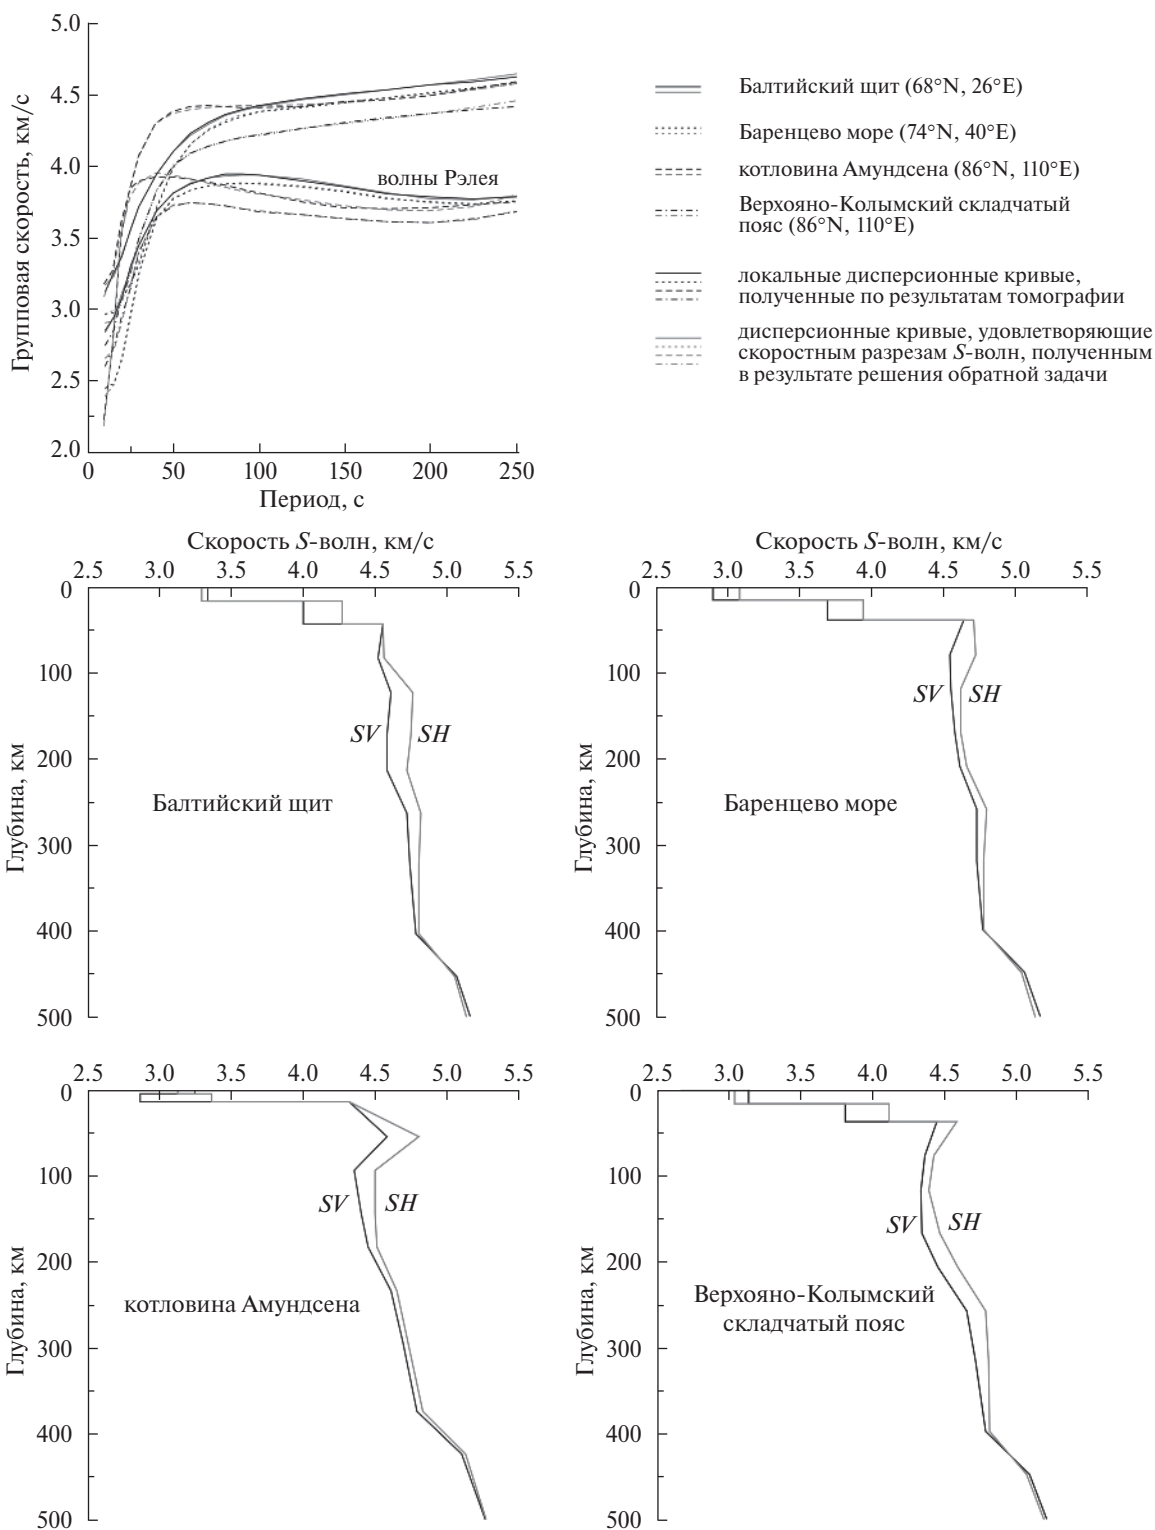 5.0
4.5
4.0
3.5
3.0
2.5
2.0
Групповая скорость, км/с
волны Рэлея
0 50 100 150 200 250
Период, с
Балтийский щит (68°N, 26°E)
Баренцево море (74°N, 40°E)
котловина Амундсена (86°N, 110°E)
Верхояно-Колымский складчатый
пояс (86°N, 110°E)
локальные дисперсионные кривые,
полученные по результатам томографии
дисперсионные кривые, удовлетворяющие
скоростным разрезам S-волн, полученным
в результате решения обратной задачи
Скорость S-волн, км/с
2.5 3.0 3.5 4.0 4.5 5.0 5.5
0
100
200
300
400
500
Глубина, км
SV SH
Балтийский щит
Скорость S-волн, км/с
2.5 3.0 3.5 4.0 4.5 5.0 5.5
0
100
200
300
400
500
Глубина, км
SV SH
Баренцево море
2.5 3.0 3.5 4.0 4.5 5.0 5.5
0
100
200
300
400
500
Глубина, км
SV SH
котловина Амундсена
2.5 3.0 3.5 4.0 4.5 5.0 5.5
0
100
200
300
400
500
Глубина, км
SV SH
Верхояно-Колымский
складчатый пояс